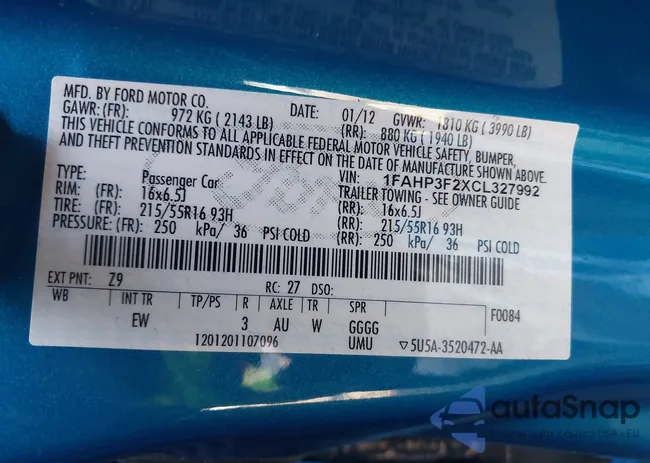 MFD. BY FORD MOTOR CO. DATE: 01/12 GVWR: 1810 KG ( 3990 LB)
GAWR: (FR): 972 KG ( 2143 LB) (RR): 880 KG ( 1940 LB)
THIS VEHICLE CONFORMS TO ALL APPLICABLE FEDERAL MOTOR VEHICLE SAFETY, BUMPER,
AND THEFT PREVENTION STANDARDS IN EFFECT ON THE DATE OF MANUFACTURE SHOWN ABOVE.
VIN: 1FAHP3F2XCL327992
TYPE: Passenger Car TRAILER TOWING - SEE OWNER GUIDE
RIM: (FR): 16x6.5J (RR): 16x6.5J
TIRE: (FR): 215/55R16 93H (RR): 215/55R16 93H
PRESSURE: (FR): 250 kPa/ 36 PSI COLD (RR): 250 kPa/ 36 PSI COLD
EXT PNT: Z9 RC: 27 DSO:
WB INT TR TP/PS R AXLE TR SPR F0084
EW 3 AU W GGGG
1201201107096 UMU ▽5U5A-3520472-AA
autoSnap
USA - EU